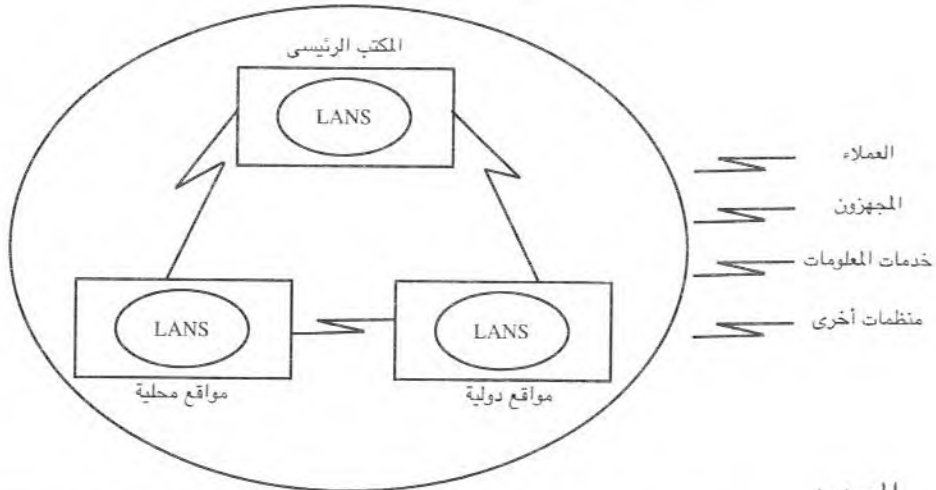 المكتب الرئيسى
LANS
العملاء
المجهزون
خدمات المعلومات
منظمات أخرى
LANS
LANS
مواقع دولية
مواقع محلية